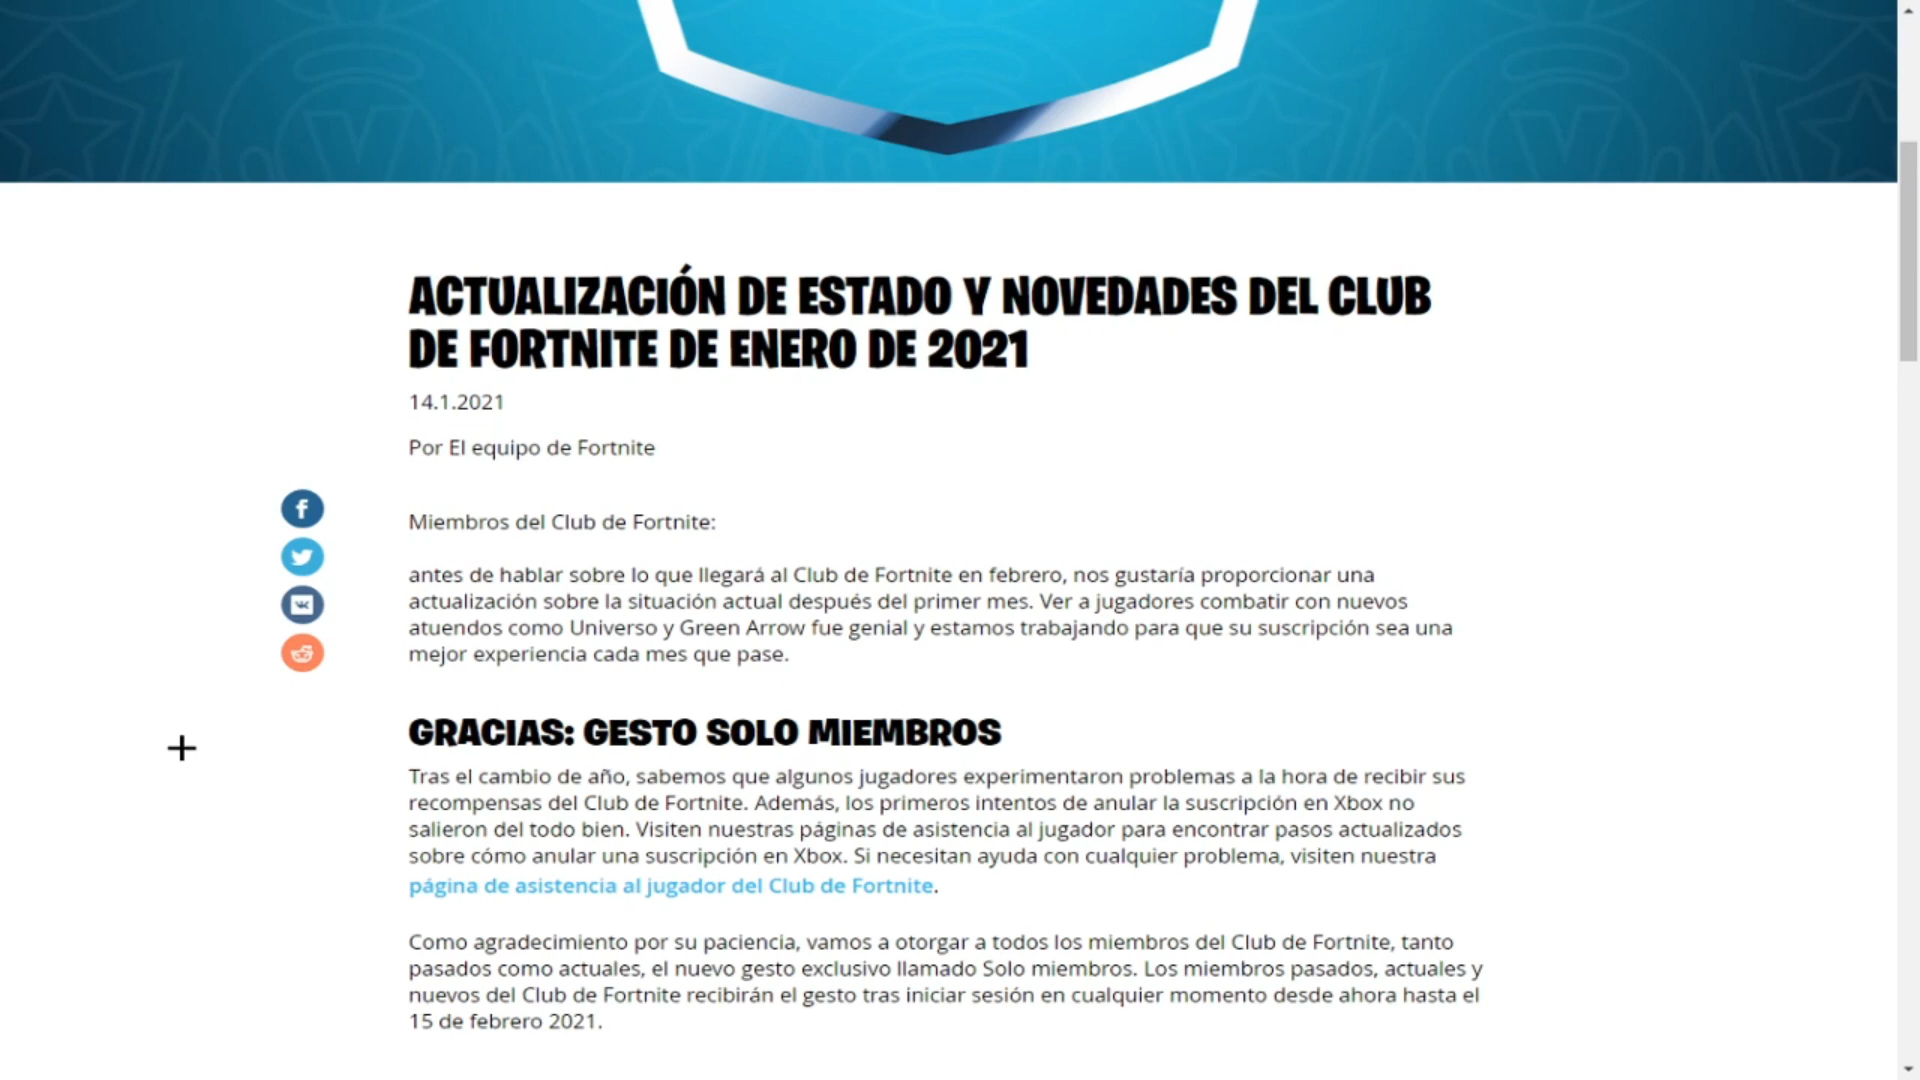 ACTUALIZACIÓN DE ESTADO Y NOVEDADES DEL CLUB
DE FORTNITE DE ENERO DE 2021
14.1.2021
Por El equipo de Fortnite
Miembros del Club de Fortnite:
antes de hablar sobre lo que llegará al Club de Fortnite en febrero, nos gustaría proporcionar una
actualización sobre la situación actual después del primer mes. Ver a jugadores combatir con nuevos
atuendos como Universo y Green Arrow fue genial y estamos trabajando para que su suscripción sea una
mejor experiencia cada mes que pase.
GRACIAS: GESTO SOLO MIEMBROS
Tras el cambio de año, sabemos que algunos jugadores experimentaron problemas a la hora de recibir sus
recompensas del Club de Fortnite. Además, los primeros intentos de anular la suscripción en Xbox no
salieron del todo bien. Visiten nuestras páginas de asistencia al jugador para encontrar pasos actualizados
sobre cómo anular una suscripción en Xbox. Si necesitan ayuda con cualquier problema, visiten nuestra
página de asistencia al jugador del Club de Fortnite.
Como agradecimiento por su paciencia, vamos a otorgar a todos los miembros del Club de Fortnite, tanto
pasados como actuales, el nuevo gesto exclusivo llamado Solo miembros. Los miembros pasados, actuales y
nuevos del Club de Fortnite recibirán el gesto tras iniciar sesión en cualquier momento desde ahora hasta el
15 de febrero 2021.